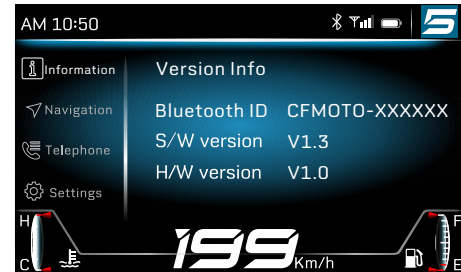 AM 10:50
Information
Version Info
Navigation
Bluetooth ID CFMOTO-XXXXXX
Telephone
S/W version V1.3
H/W version V1.0
Settings
H
F
199 Km/h
C
E